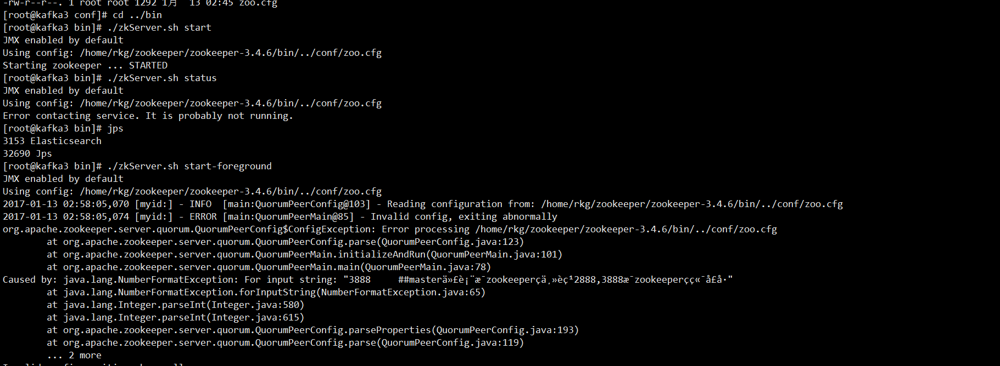 -rw-r--r--. 1 root root 1292 1月  13 02:45 zoo.cfg
[root@kafka3 conf]# cd ../bin
[root@kafka3 bin]# ./zkServer.sh start
JMX enabled by default
Using config: /home/rkg/zookeeper/zookeeper-3.4.6/bin/../conf/zoo.cfg
Starting zookeeper ... STARTED
[root@kafka3 bin]# ./zkServer.sh status
JMX enabled by default
Using config: /home/rkg/zookeeper/zookeeper-3.4.6/bin/../conf/zoo.cfg
Error contacting service. It is probably not running.
[root@kafka3 bin]# jps
3153 Elasticsearch
32690 Jps
[root@kafka3 bin]# ./zkServer.sh start-foreground
JMX enabled by default
Using config: /home/rkg/zookeeper/zookeeper-3.4.6/bin/../conf/zoo.cfg
2017-01-13 02:58:05,070 [myid:] - INFO  [main:QuorumPeerConfig@103] - Reading configuration from: /home/rkg/zookeeper/zookeeper-3.4.6/bin/../conf/zoo.cfg
2017-01-13 02:58:05,074 [myid:] - ERROR [main:QuorumPeerMain@85] - Invalid config, exiting abnormally
org.apache.zookeeper.server.quorum.QuorumPeerConfig$ConfigException: Error processing /home/rkg/zookeeper/zookeeper-3.4.6/bin/../conf/zoo.cfg
        at org.apache.zookeeper.server.quorum.QuorumPeerConfig.parse(QuorumPeerConfig.java:123)
        at org.apache.zookeeper.server.quorum.QuorumPeerMain.initializeAndRun(QuorumPeerMain.java:101)
        at org.apache.zookeeper.server.quorum.QuorumPeerMain.main(QuorumPeerMain.java:78)
Caused by: java.lang.NumberFormatException: For input string: "3888     ##masterä»£è¡¨æ¯zookeeperçä¸»èç¹2888,3888æ¯zookeeperçç«¯å£å·"
        at java.lang.NumberFormatException.forInputString(NumberFormatException.java:65)
        at java.lang.Integer.parseInt(Integer.java:580)
        at java.lang.Integer.parseInt(Integer.java:615)
        at org.apache.zookeeper.server.quorum.QuorumPeerConfig.parseProperties(QuorumPeerConfig.java:193)
        at org.apache.zookeeper.server.quorum.QuorumPeerConfig.parse(QuorumPeerConfig.java:119)
        ... 2 more